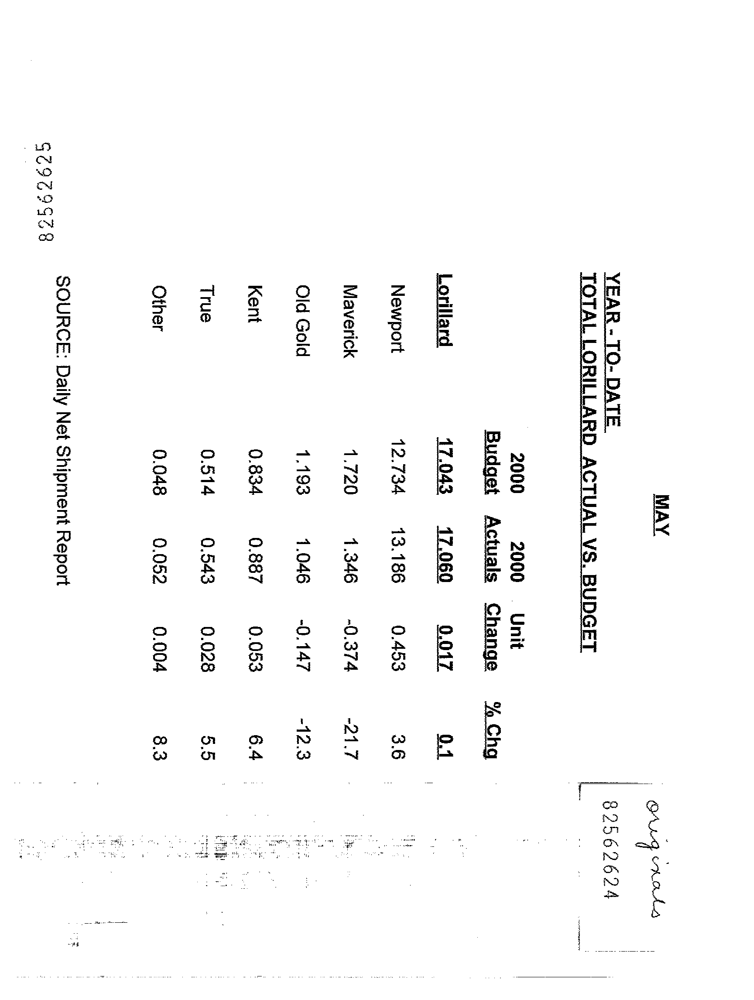 MAY
originals
82562624
YEAR - TO- DATE
TOTAL LORILLARD ACTUAL VS. BUDGET
2000 2000 Unit
Budget Actuals Change % Chg
Lorillard 17.043 17.060 0.017 0.1
Newport 12.734 13.186 0.453 3.6
Maverick 1.720 1.346 -0.374 -21.7
Old Gold 1.193 1.046 -0.147 -12.3
Kent 0.834 0.887 0.053 6.4
True 0.514 0.543 0.028 5.5
Other 0.048 0.052 0.004 8.3
SOURCE: Daily Net Shipment Report
82562625